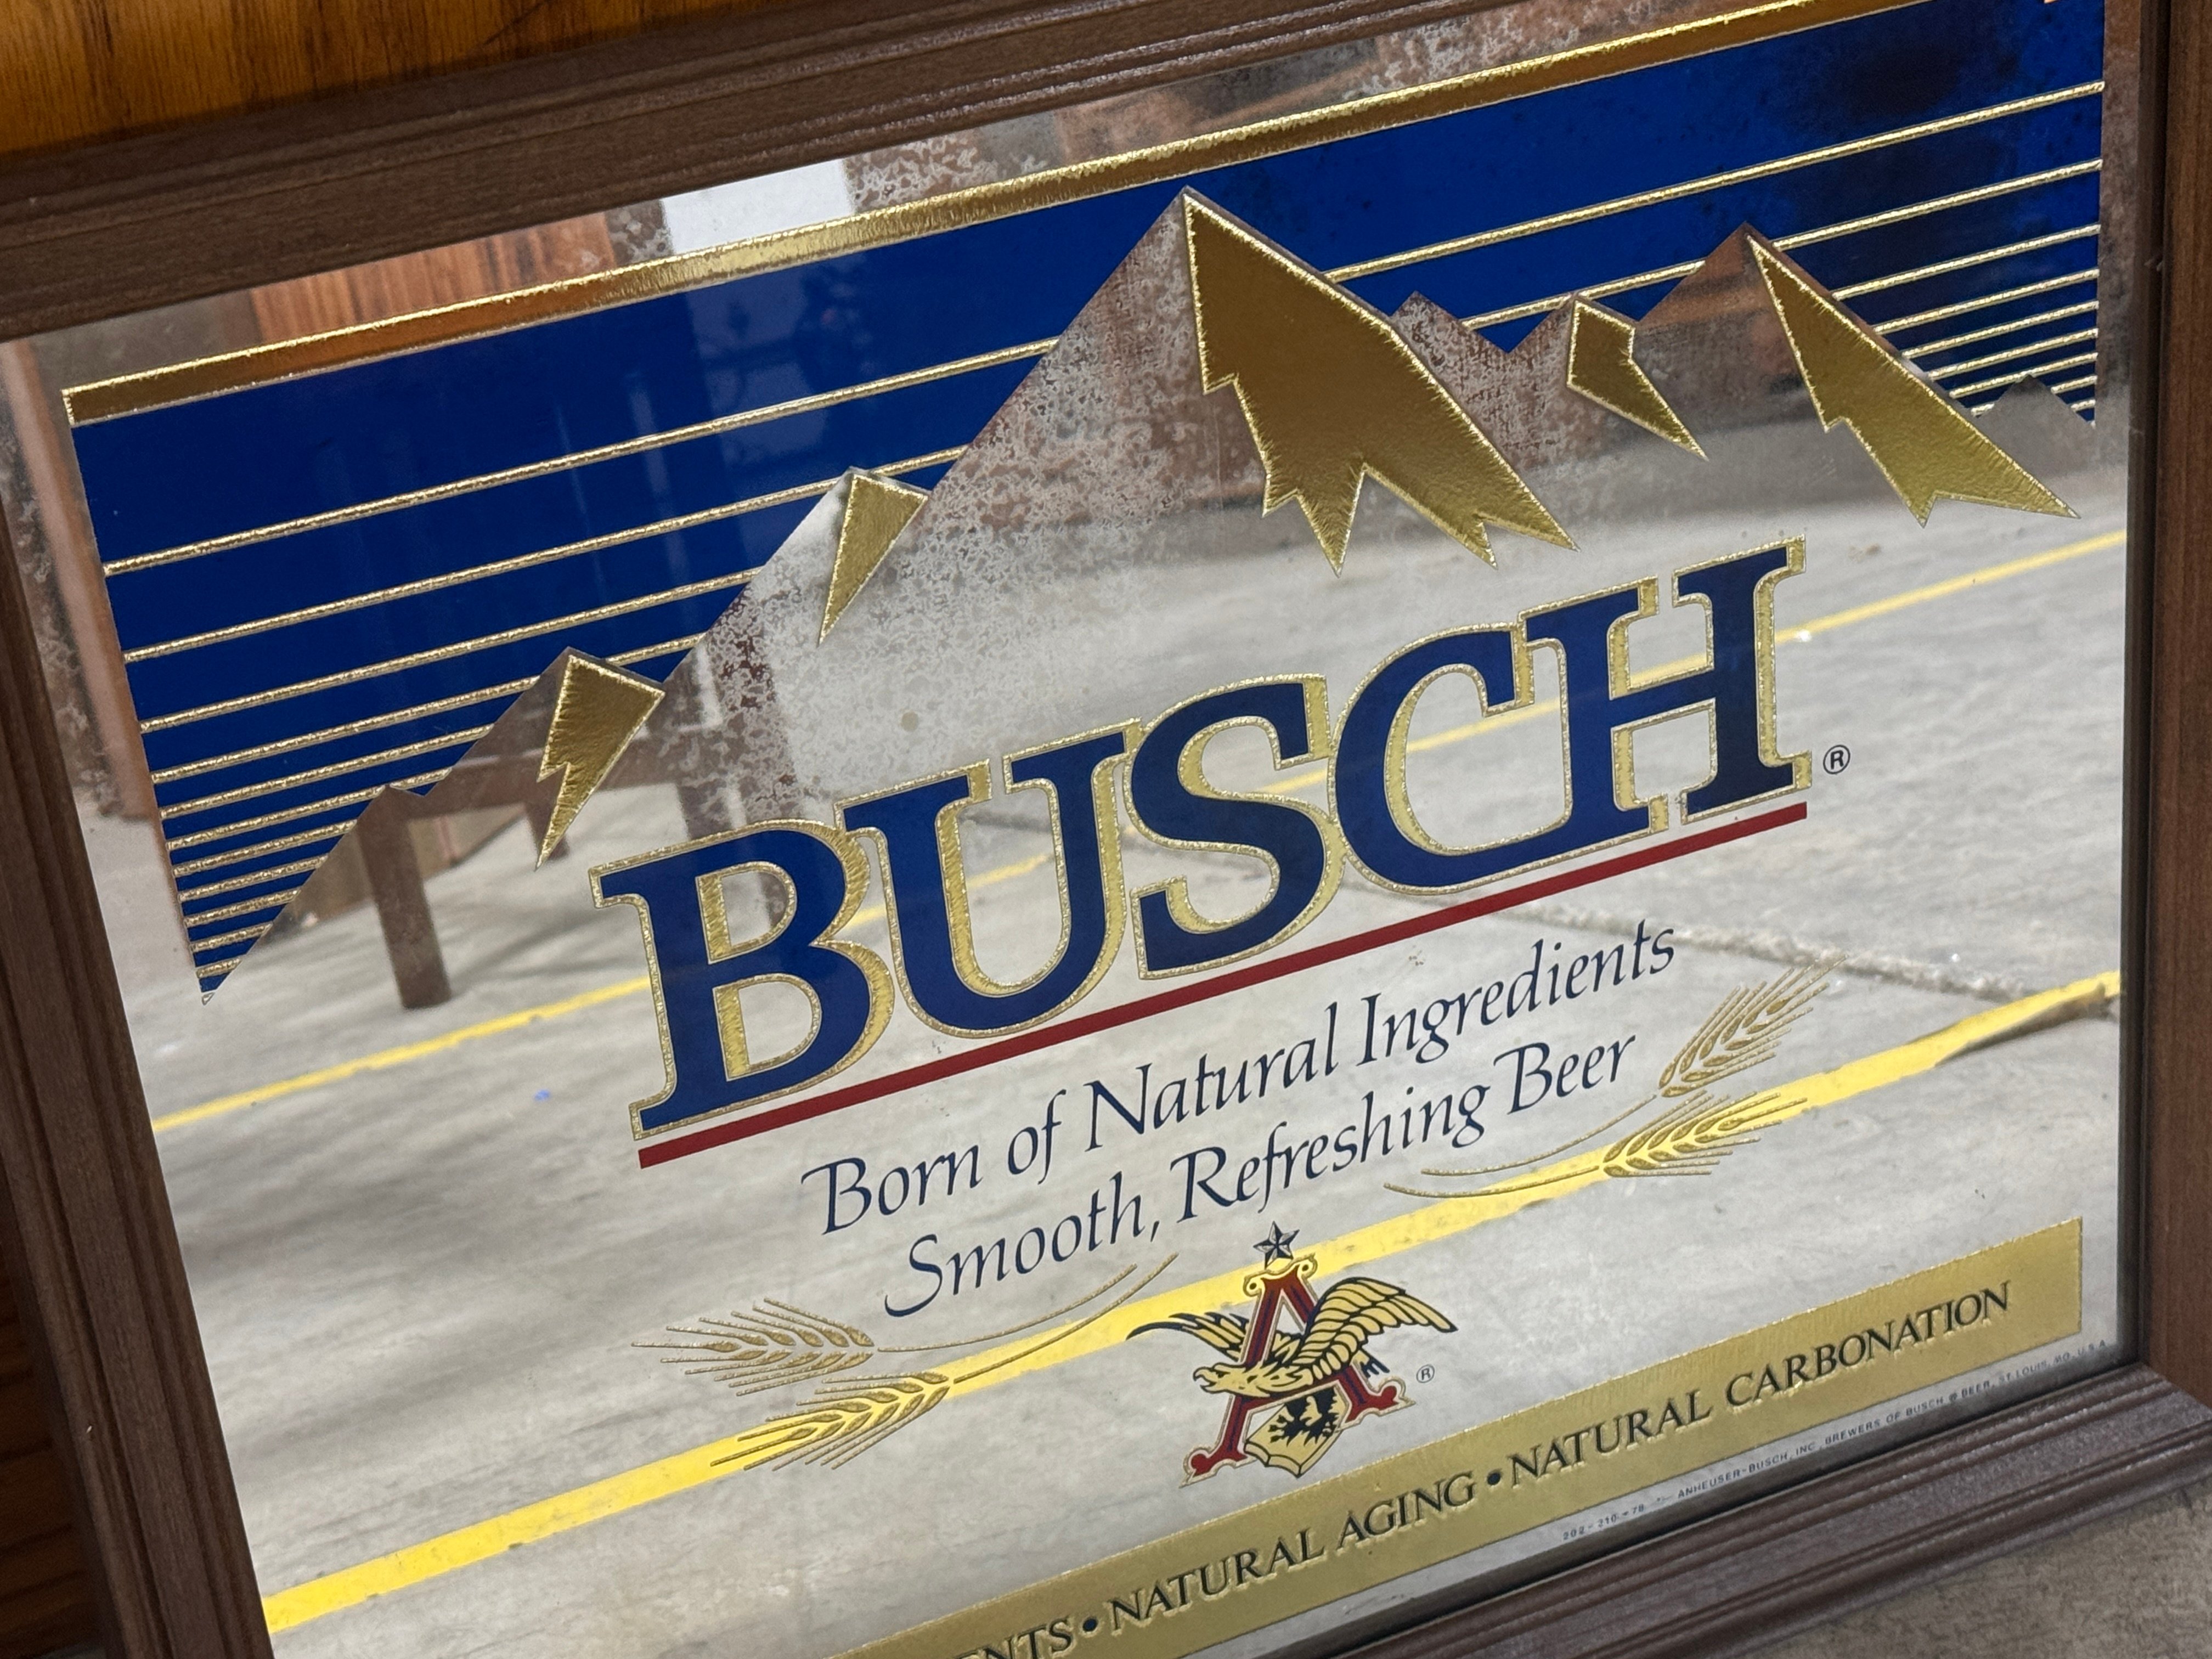 BUSCH®
Born of Natural Ingredients
Smooth, Refreshing Beer
A ®
ENTS • NATURAL AGING • NATURAL CARBONATION
ANHEUSER-BUSCH, INC. BREWERS OF BUSCH ® BEER, ST. LOUIS, MO. U.S.A.